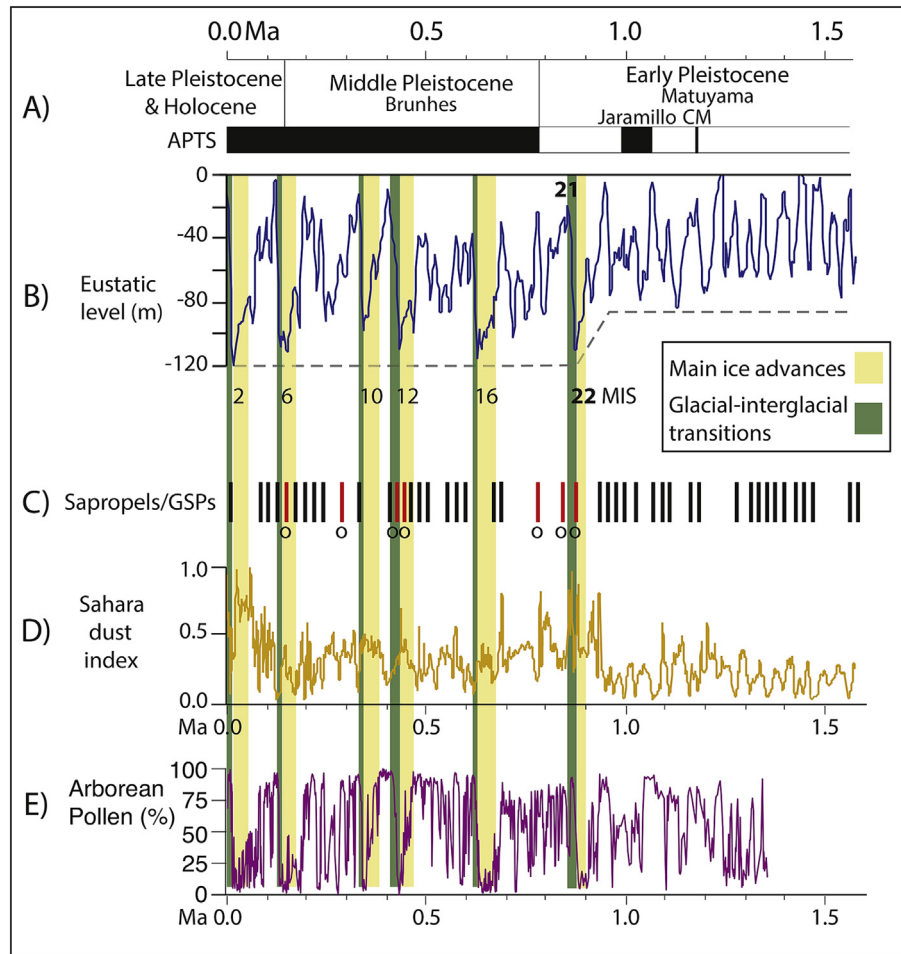 0.0Ma 0.5 1.0 1.5
A)
Late Pleistocene
& Holocene
Middle Pleistocene
Brunhes
Early Pleistocene
Matuyama
Jaramillo CM
APTS
B)
Eustatic
level (m)
0
-40
-80
-120
21
2 6 10 12 16 22 MIS
Main ice advances
Glacial-interglacial
transitions
C)
Sapropels/GSPs
o o o o o o o
D)
Sahara
dust
index
1.0
0.5
0.0
Ma 0.0 0.5 1.0 1.5
E)
Arborean
Pollen (%)
100
75
50
25
0
Ma 0.0 0.5 1.0 1.5